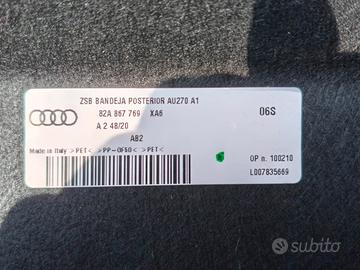 ZSB BANDEJA POSTERIOR AU270 A1
82A 867 769 XA6
06S
A 2 48/20
A82
Made in Italy >PET< >PP-GF50< >PET<
OP n. 100210
L007835669
subito